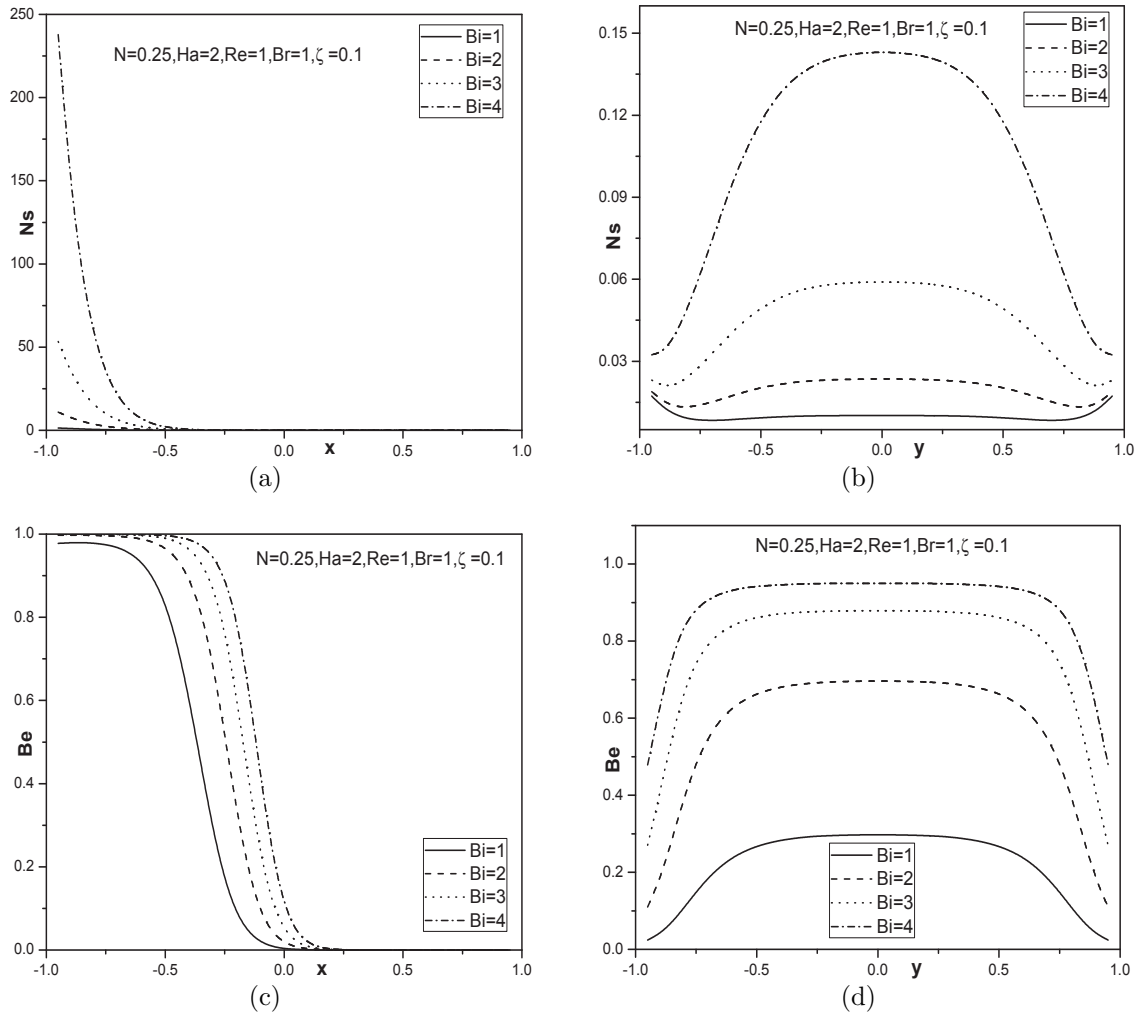 N=0.25,Ha=2,Re=1,Br=1,ζ=0.1
Bi=1
Bi=2
Bi=3
Bi=4
250
200
150
100
50
0
Ns
-1.0
-0.5
0.0
0.5
1.0
x
(a)
N=0.25,Ha=2,Re=1,Br=1,ζ=0.1
Bi=1
Bi=2
Bi=3
Bi=4
0.15
0.12
0.09
0.06
0.03
Ns
-1.0
-0.5
0.0
0.5
1.0
y
(b)
N=0.25,Ha=2,Re=1,Br=1,ζ=0.1
1.0
0.8
0.6
0.4
0.2
0.0
Be
Bi=1
Bi=2
Bi=3
Bi=4
-1.0
-0.5
0.0
0.5
1.0
x
(c)
N=0.25,Ha=2,Re=1,Br=1,ζ=0.1
1.0
0.8
0.6
0.4
0.2
0.0
Be
Bi=1
Bi=2
Bi=3
Bi=4
-1.0
-0.5
0.0
0.5
1.0
y
(d)